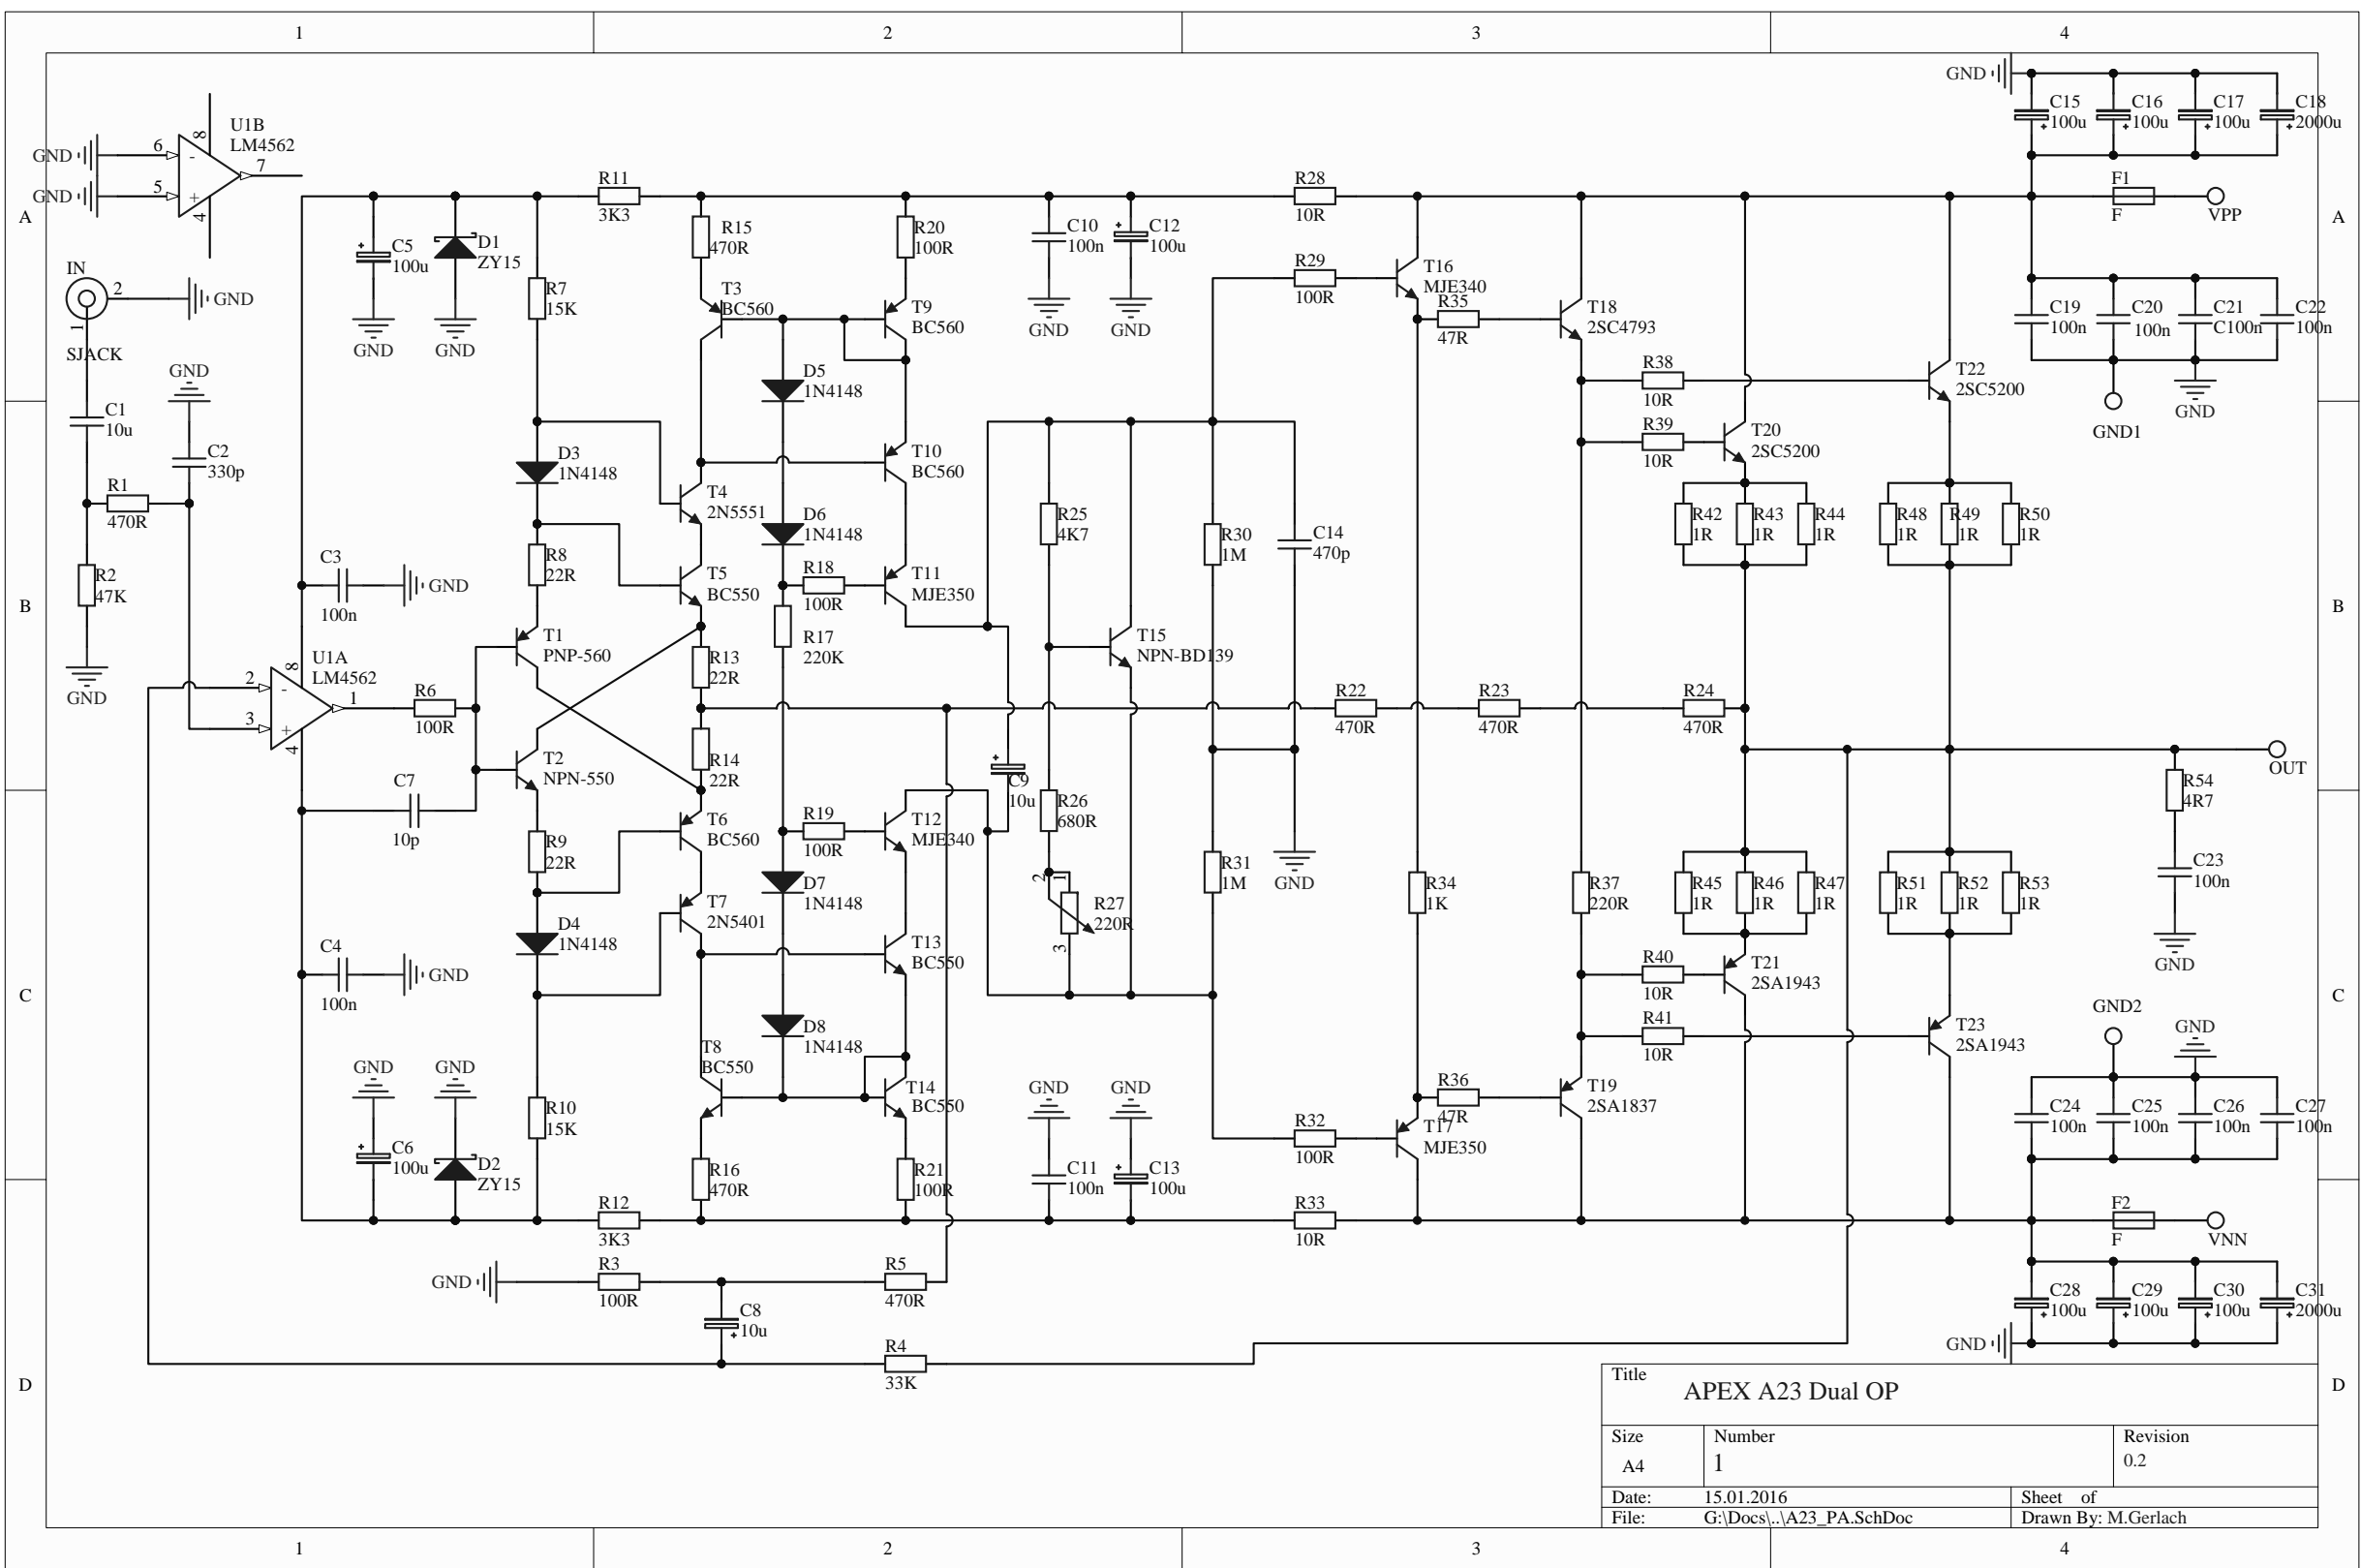 1
2
3
4
A
B
C
D
A
B
C
D
1
2
3
4
GND
GND
6
5
-
+
8
4
7
U1B
LM4562
IN
2
1
GND
SJACK
C1
10u
GND
C2
330p
R1
470R
R2
47K
GND
C3
100n
GND
U1A
LM4562
2
3
-
+
8
4
1
R6
100R
C7
10p
C4
100n
GND
GND
GND
C6
100u
D2
ZY15
C5
100u
GND
D1
ZY15
GND
R11
3K3
R7
15K
D3
1N4148
R8
22R
T1
PNP-560
T2
NPN-550
R9
22R
D4
1N4148
R10
15K
R12
3K3
GND
R3
100R
C8
10u
R5
470R
R4
33K
R15
470R
T3
BC560
T4
2N5551
T5
BC550
R13
22R
R14
22R
T6
BC560
T7
2N5401
T8
BC550
R16
470R
R20
100R
T9
BC560
D5
1N4148
T10
BC560
D6
1N4148
R18
100R
T11
MJE350
R17
220K
R19
100R
T12
MJE340
D7
1N4148
T13
BC550
D8
1N4148
T14
BC550
R21
100R
C10
100n
GND
C12
100u
GND
R25
4K7
T15
NPN-BD139
C9
10u
R26
680R
2
1
3
R27
220R
GND
GND
C11
100n
C13
100u
R28
10R
R29
100R
R30
1M
C14
470p
R31
1M
GND
R32
100R
R33
10R
T16
MJE340
R35
47R
T18
2SC4793
R22
470R
R23
470R
R24
470R
R34
1K
R37
220R
R36
47R
T17
MJE350
T19
2SA1837
R38
10R
R39
10R
T20
2SC5200
T22
2SC5200
R42
1R
R43
1R
R44
1R
R48
1R
R49
1R
R50
1R
R45
1R
R46
1R
R47
1R
R51
1R
R52
1R
R53
1R
R40
10R
T21
2SA1943
R41
10R
T23
2SA1943
OUT
R54
4R7
C23
100n
GND
GND
C15
100u
C16
100u
C17
100u
C18
2000u
F1
F
VPP
C19
100n
C20
100n
C21
C100n
C22
100n
GND1
GND
GND2
GND
C24
100n
C25
100n
C26
100n
C27
100n
F2
F
VNN
C28
100u
C29
100u
C30
100u
C31
2000u
GND
Title
APEX A23 Dual OP
Size
A4
Number
1
Revision
0.2
Date: 15.01.2016
Sheet of
File: G:\Docs\..\A23_PA.SchDoc
Drawn By: M.Gerlach